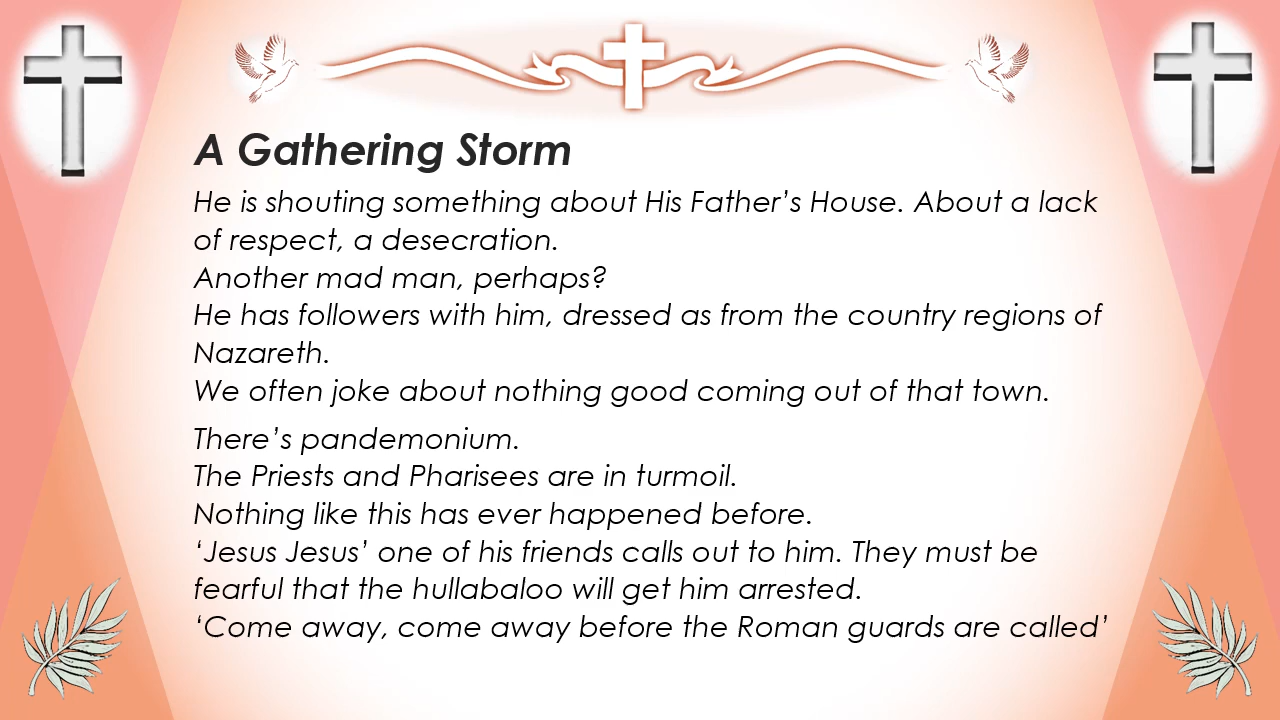 A Gathering Storm
He is shouting something about His Father’s House. About a lack
of respect, a desecration.
Another mad man, perhaps?
He has followers with him, dressed as from the country regions of
Nazareth.
We often joke about nothing good coming out of that town.
There’s pandemonium.
The Priests and Pharisees are in turmoil.
Nothing like this has ever happened before.
‘Jesus Jesus’ one of his friends calls out to him. They must be
fearful that the hullabaloo will get him arrested.
‘Come away, come away before the Roman guards are called’